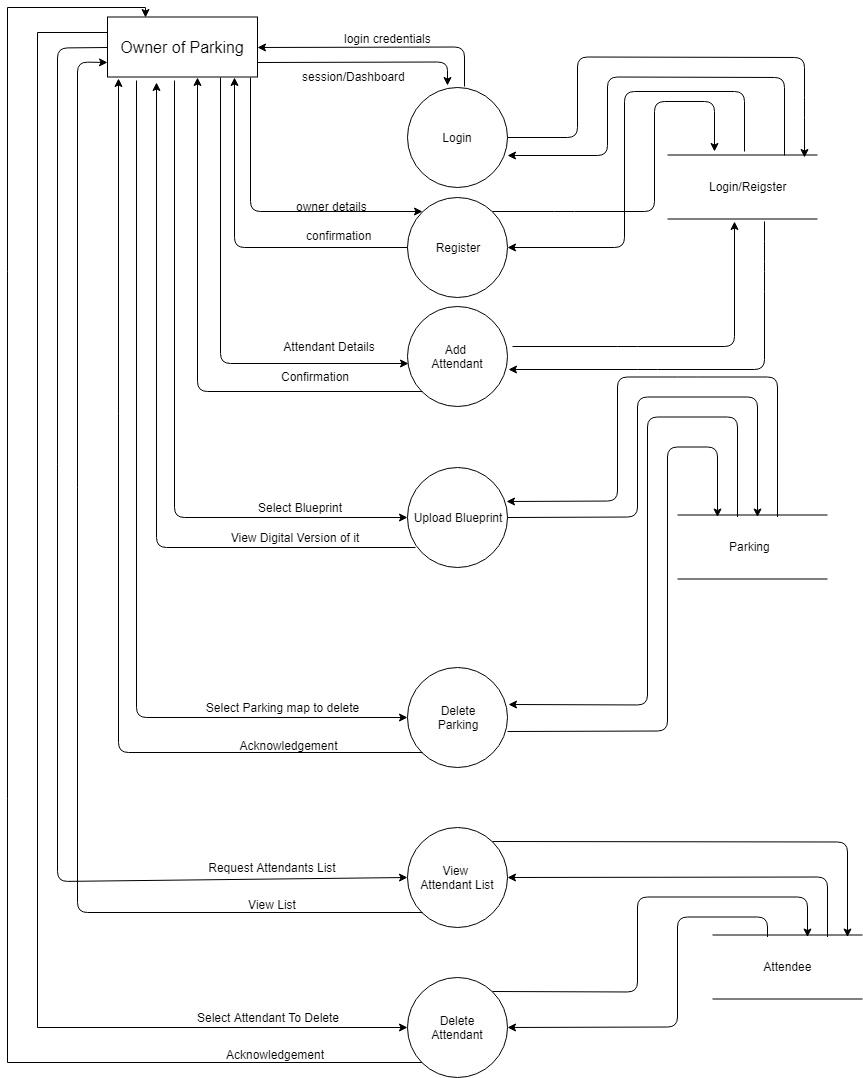 Owner of Parking
login credentials
session/Dashboard
Login
Login/Reigster
owner details
confirmation
Register
Attendant Details
Confirmation
Add
Attendant
Select Blueprint
View Digital Version of it
Upload Blueprint
Parking
Select Parking map to delete
Acknowledgement
Delete
Parking
Request Attendants List
View List
View
Attendant List
Attendee
Select Attendant To Delete
Acknowledgement
Delete
Attendant